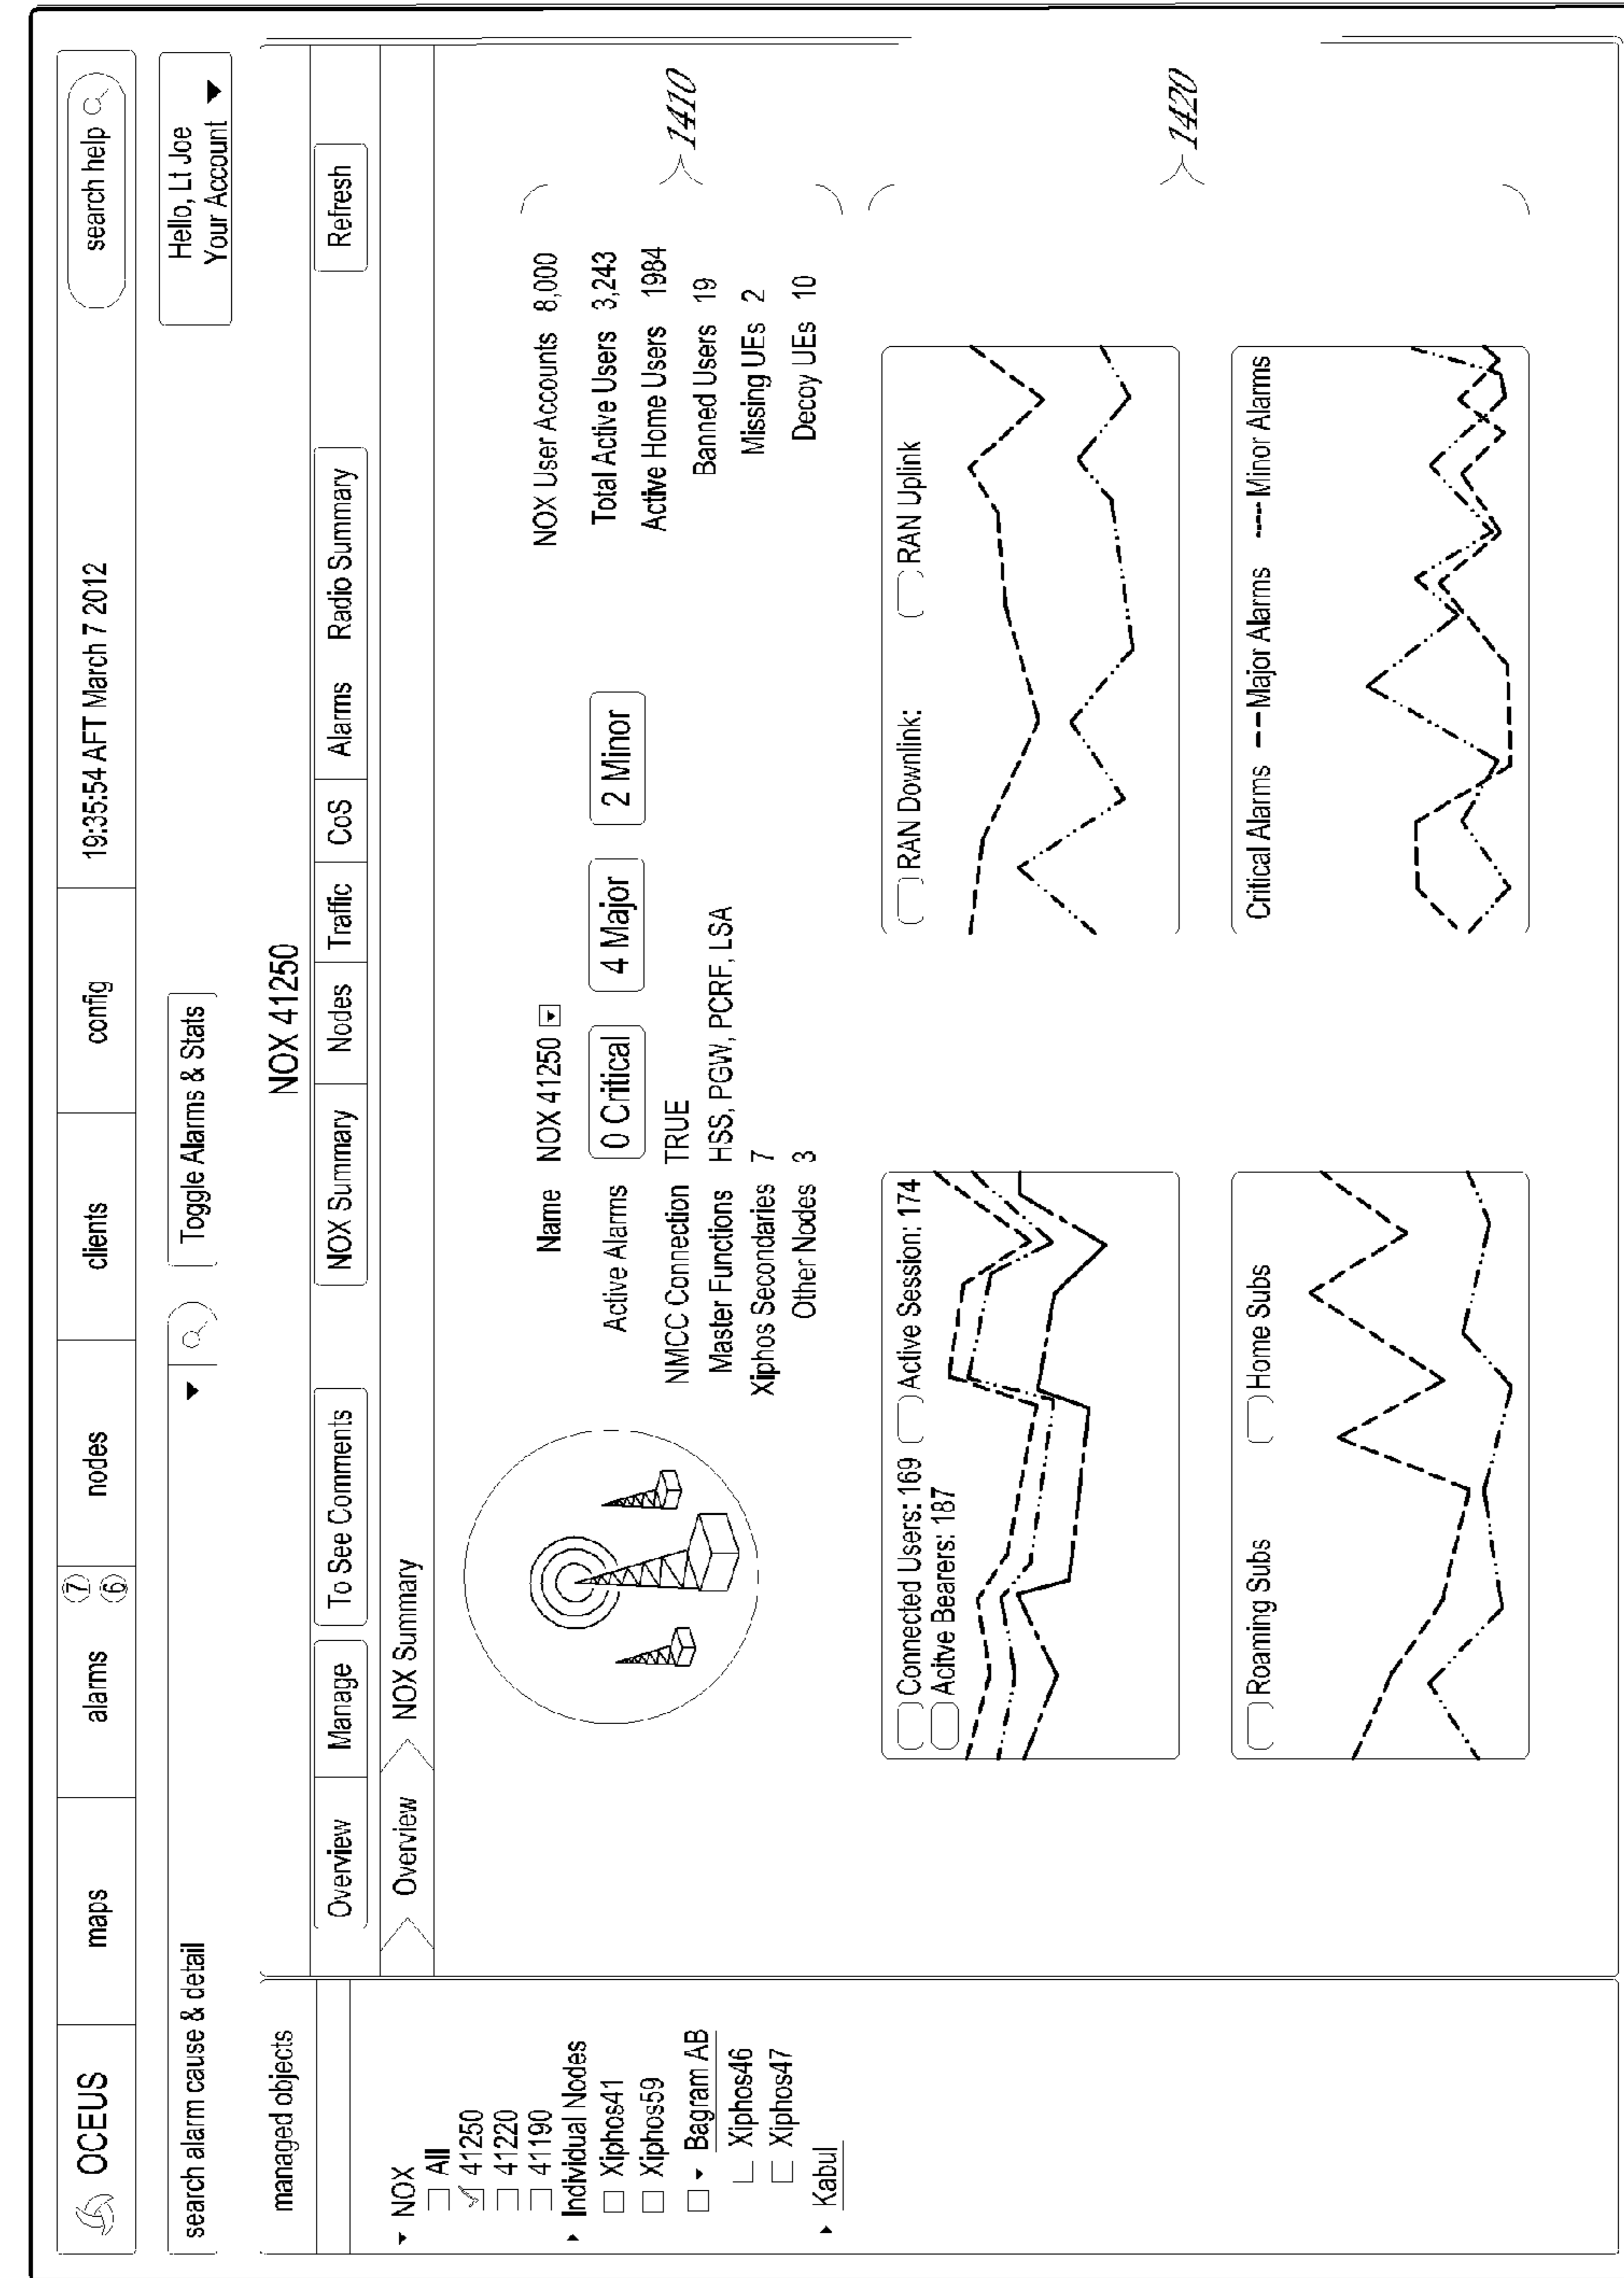 OCEUS maps alarms 7 6 nodes clients config 19:35:54 AFT March 7 2012 search help
search alarm cause & detail Toggle Alarms & Stats Hello, Lt Joe
Your Account
managed objects
NOX
All
41250
41220
41190
Individual Nodes
Xiphos41
Xiphos59
Bagram AB
Xiphos46
Xiphos47
Kabul
NOX 41250
Overview Manage To See Comments NOX Summary Nodes Traffic CoS Alarms Radio Summary Refresh
Overview NOX Summary
Name NOX 41250
Active Alarms 0 Critical 4 Major 2 Minor
NMCC Connection TRUE
Master Functions HSS, PGW, PCRF, LSA
Xiphos Secondaries 7
Other Nodes 3
NOX User Accounts 8,000
Total Active Users 3,243
Active Home Users 1984
Banned Users 19
Missing UEs 2
Decoy UEs 10
1410
Connected Users: 169 Active Session: 174
Acitve Bearers: 187
RAN Downlink: RAN Uplink
Roaming Subs Home Subs
Critical Alarms Major Alarms Minor Alarms
1420